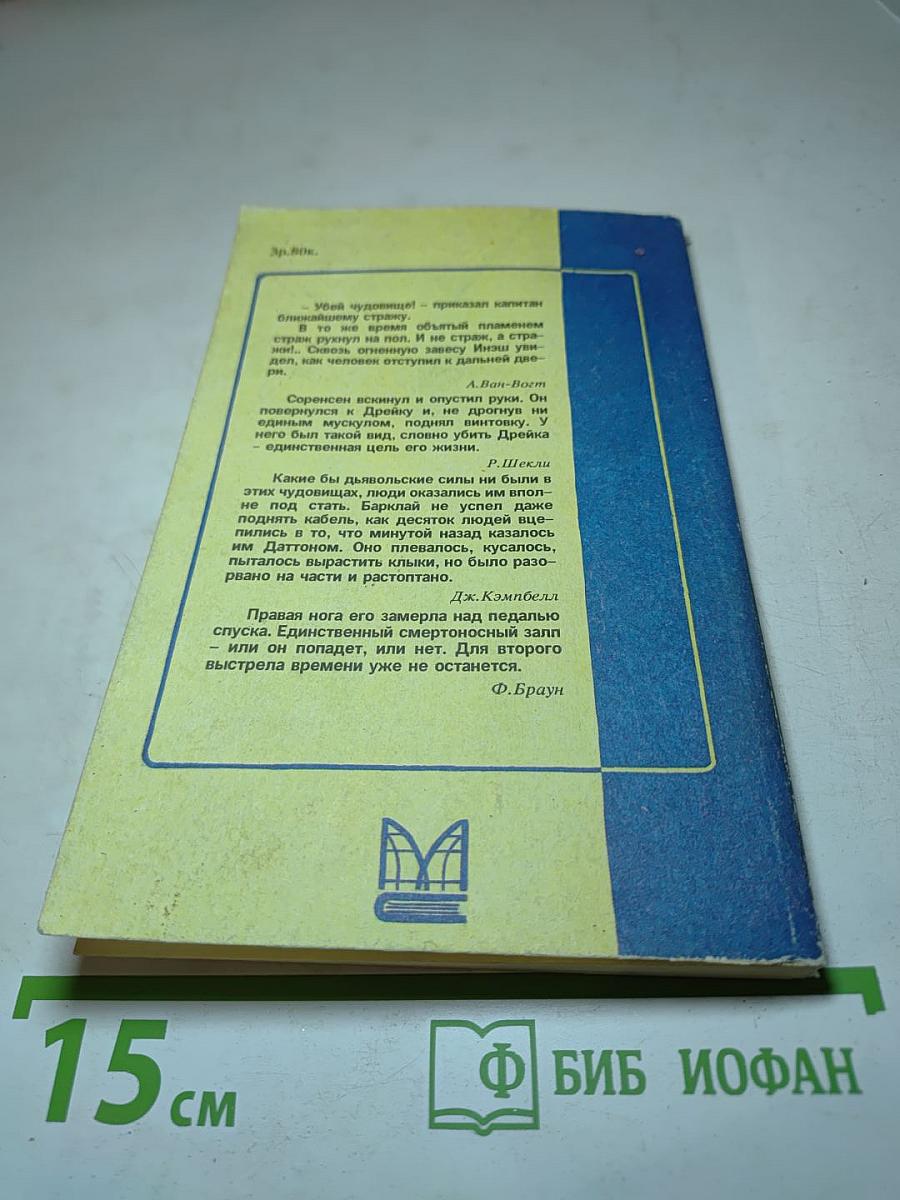 3р.80к.
– Убей чудовище! – приказал капитан
ближайшему стражу.
В то же время объятый пламенем
страж рухнул на пол. И не страж, а стра–
жи!.. Сквозь огненную завесу Инэш уви–
дел, как человек отступил к дальней две–
ри.
А.Ван-Вогт
Соренсен вскинул и опустил руки. Он
повернулся к Дрейку и, не дрогнув ни
единым мускулом, поднял винтовку. У
него был такой вид, словно убить Дрейка
– единственная цель его жизни.
Р.Шекли
Какие бы дьявольские силы ни были в
этих чудовищах, люди оказались им впол–
не под стать. Барклай не успел даже
поднять кабель, как десяток людей вце–
пились в то, что минутой назад казалось
им Даттоном. Оно плевалось, кусалось,
пыталось вырастить клыки, но было разо–
рвано на части и растоптано.
Дж.Кэмпбелл
Правая нога его замерла над педалью
спуска. Единственный смертоносный залп
– или он попадет, или нет. Для второго
выстрела времени уже не останется.
Ф.Браун
15 см
Ф БИБ ИОФАН